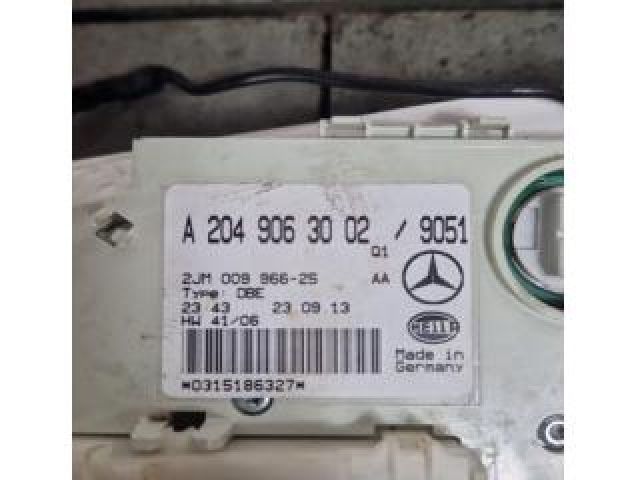 A 204 906 30 02 / 9051
Q1
2JM 009 966-25 AA
Type: DBE
23 43 23.09.13
HW 41/06
HELLA
Made in
Germany
*0315186327*